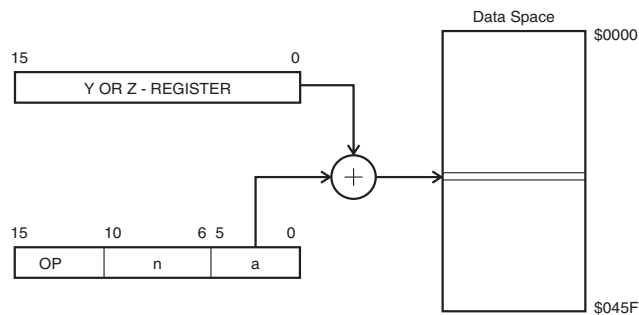 Data Space
$0000
15 0
Y OR Z - REGISTER
+
15 10 6 5 0
OP n a
$045F